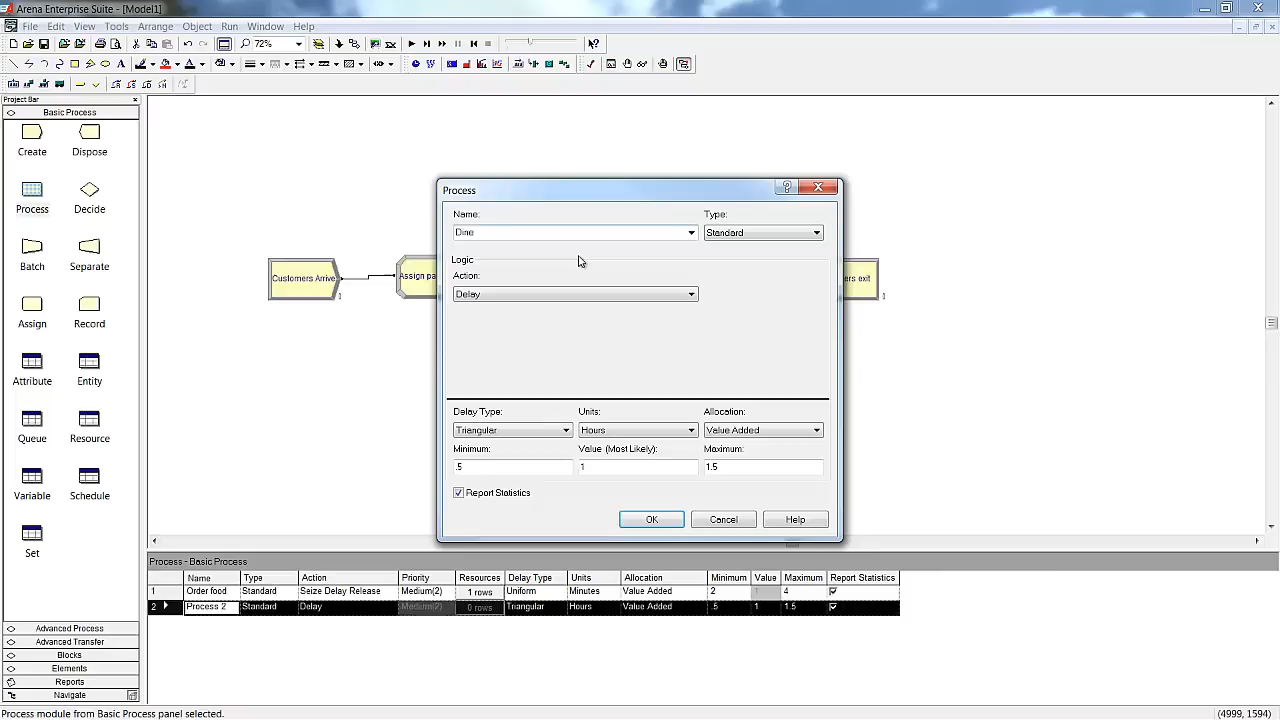 Arena Enterprise Suite - [Model1]
File Edit View Tools Arrange Object Run Window Help
72%
Project Bar
Basic Process
Create Dispose
Process Decide
Batch Separate
Assign Record
Attribute Entity
Queue Resource
Variable Schedule
Set
Advanced Process
Advanced Transfer
Blocks
Elements
Reports
Navigate
Customers Arrive
Assign pa
ers exit
Process
Name: Type:
Dine Standard
Logic
Action:
Delay
Delay Type: Units: Allocation:
Triangular Hours Value Added
Minimum: Value (Most Likely): Maximum:
.5 1 1.5
Report Statistics
OK Cancel Help
Process - Basic Process
Name Type Action Priority Resources Delay Type Units Allocation Minimum Value Maximum Report Statistics
1 Order food Standard Seize Delay Release Medium(2) 1 rows Uniform Minutes Value Added 2 1 4
2 Process 2 Standard Delay Medium(2) 0 rows Triangular Hours Value Added .5 1 1.5
Process module from Basic Process panel selected. (4999, 1594)